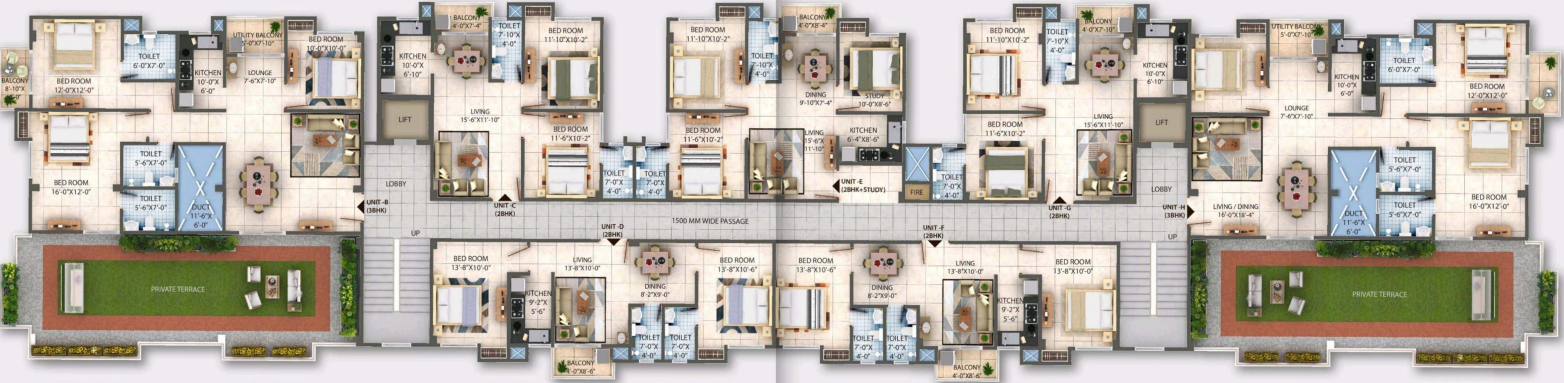 BALCONY
8'-10"X
BED ROOM
12'-0"X12'-0"
TOILET
6'-0"X7'-0"
KITCHEN
10'-0"X
6'-0"
UTILITY BALCONY
LOUNGE
7'-6"X7'-10"
BED ROOM
10'-0"X10'-0"
BED ROOM
16'-0"X12'-0"
TOILET
5'-6"X7'-0"
TOILET
5'-6"X7'-0"
DUCT
11'-6"X
6'-0"
UNIT -B
(3BHK)
PRIVATE TERRACE
LIFT
LOBBY
UP
KITCHEN
10'-0"X
6'-10"
BALCONY
4'-0"X7'-4"
TOILET
7'-10"X
4'-0"
BED ROOM
11'-10"X10'-2"
LIVING
15'-6"X11'-10"
BED ROOM
11'-6"X10'-2"
TOILET
7'-0"X
4'-0"
UNIT -C
(2BHK)
TOILET
7'-0"X
4'-0"
BED ROOM
11'-10"X10'-2"
TOILET
7'-10"X
4'-0"
BALCONY
4'-0"X8'-4"
DINING
9'-10"X7'-4"
STUDY
10'-0"X8'-6"
BED ROOM
11'-6"X10'-2"
LIVING
15'-6"X
11'-10"
KITCHEN
6'-4"X8'-6"
UNIT -E
(2BHK+STUDY)
FIRE
TOILET
7'-0"X
4'-0"
BED ROOM
11'-10"X10'-2"
TOILET
7'-10"X
4'-0"
BALCONY
4'-0"X7'-10"
KITCHEN
10'-0"X
6'-10"
BED ROOM
11'-6"X10'-2"
LIVING
15'-6"X11'-10"
UNIT -G
(2BHK)
LIFT
LOBBY
UP
UNIT -H
(3BHK)
UTILITY BALCONY
5'-0"X7'-10"
KITCHEN
10'-0"X
6'-0"
TOILET
6'-0"X7'-0"
BED ROOM
12'-0"X12'-0"
LOUNGE
7'-6"X7'-10"
LIVING / DINING
16'-0"X18'-4"
DUCT
11'-6"X
6'-0"
TOILET
5'-6"X7'-0"
TOILET
5'-6"X7'-0"
BED ROOM
16'-0"X12'-0"
PRIVATE TERRACE
1500 MM WIDE PASSAGE
UNIT -D
(2BHK)
BED ROOM
13'-8"X10'-0"
KITCHEN
9'-2"X
5'-6"
LIVING
13'-8"X10'-0"
DINING
8'-2"X9'-0"
BED ROOM
13'-8"X10'-6"
TOILET
7'-0"X
4'-0"
TOILET
7'-0"X
4'-0"
BALCONY
UNIT -F
(2BHK)
BED ROOM
13'-8"X10'-6"
DINING
8'-2"X9'-0"
LIVING
13'-8"X10'-0"
KITCHEN
9'-2"X
5'-6"
BED ROOM
13'-8"X10'-0"
TOILET
7'-0"X
4'-0"
TOILET
7'-0"X
4'-0"
BALCONY
4'-0"X8'-6"